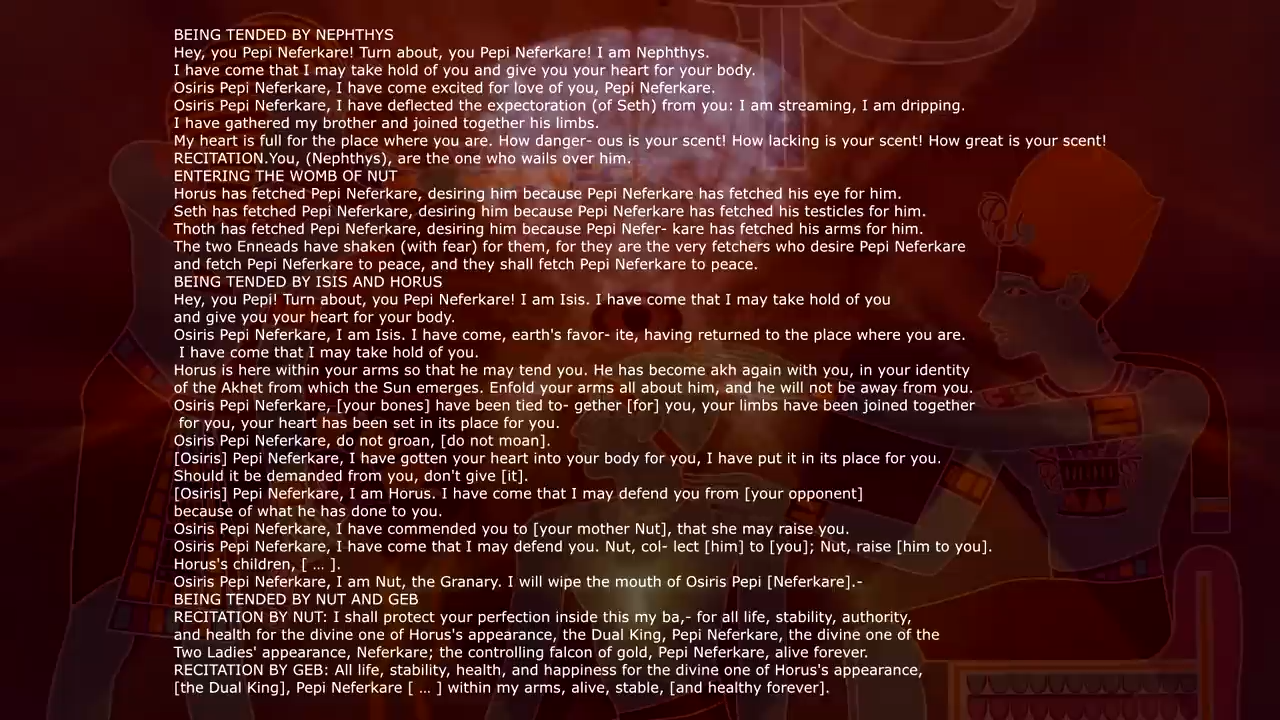 BEING TENDED BY NEPHTHYS
Hey, you Pepi Neferkare! Turn about, you Pepi Neferkare! I am Nephthys.
I have come that I may take hold of you and give you your heart for your body.
Osiris Pepi Neferkare, I have come excited for love of you, Pepi Neferkare.
Osiris Pepi Neferkare, I have deflected the expectoration (of Seth) from you: I am streaming, I am dripping.
I have gathered my brother and joined together his limbs.
My heart is full for the place where you are. How danger- ous is your scent! How lacking is your scent! How great is your scent!
RECITATION.You, (Nephthys), are the one who wails over him.
ENTERING THE WOMB OF NUT
Horus has fetched Pepi Neferkare, desiring him because Pepi Neferkare has fetched his eye for him.
Seth has fetched Pepi Neferkare, desiring him because Pepi Neferkare has fetched his testicles for him.
Thoth has fetched Pepi Neferkare, desiring him because Pepi Nefer- kare has fetched his arms for him.
The two Enneads have shaken (with fear) for them, for they are the very fetchers who desire Pepi Neferkare
and fetch Pepi Neferkare to peace, and they shall fetch Pepi Neferkare to peace.
BEING TENDED BY ISIS AND HORUS
Hey, you Pepi! Turn about, you Pepi Neferkare! I am Isis. I have come that I may take hold of you
and give you your heart for your body.
Osiris Pepi Neferkare, I am Isis. I have come, earth's favor- ite, having returned to the place where you are.
I have come that I may take hold of you.
Horus is here within your arms so that he may tend you. He has become akh again with you, in your identity
of the Akhet from which the Sun emerges. Enfold your arms all about him, and he will not be away from you.
Osiris Pepi Neferkare, [your bones] have been tied to- gether [for] you, your limbs have been joined together
for you, your heart has been set in its place for you.
Osiris Pepi Neferkare, do not groan, [do not moan].
[Osiris] Pepi Neferkare, I have gotten your heart into your body for you, I have put it in its place for you.
Should it be demanded from you, don't give [it].
[Osiris] Pepi Neferkare, I am Horus. I have come that I may defend you from [your opponent]
because of what he has done to you.
Osiris Pepi Neferkare, I have commended you to [your mother Nut], that she may raise you.
Osiris Pepi Neferkare, I have come that I may defend you. Nut, col- lect [him] to [you]; Nut, raise [him to you].
Horus's children, [ … ].
Osiris Pepi Neferkare, I am Nut, the Granary. I will wipe the mouth of Osiris Pepi [Neferkare].-
BEING TENDED BY NUT AND GEB
RECITATION BY NUT: I shall protect your perfection inside this my ba,- for all life, stability, authority,
and health for the divine one of Horus's appearance, the Dual King, Pepi Neferkare, the divine one of the
Two Ladies' appearance, Neferkare; the controlling falcon of gold, Pepi Neferkare, alive forever.
RECITATION BY GEB: All life, stability, health, and happiness for the divine one of Horus's appearance,
[the Dual King], Pepi Neferkare [ … ] within my arms, alive, stable, [and healthy forever].